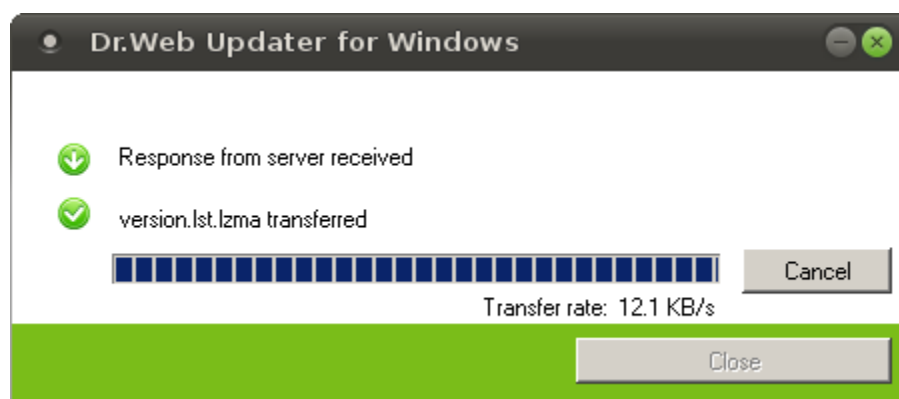 Dr.Web Updater for Windows
Response from server received
version.lst.lzma transferred
Cancel
Transfer rate: 12.1 KB/s
Close